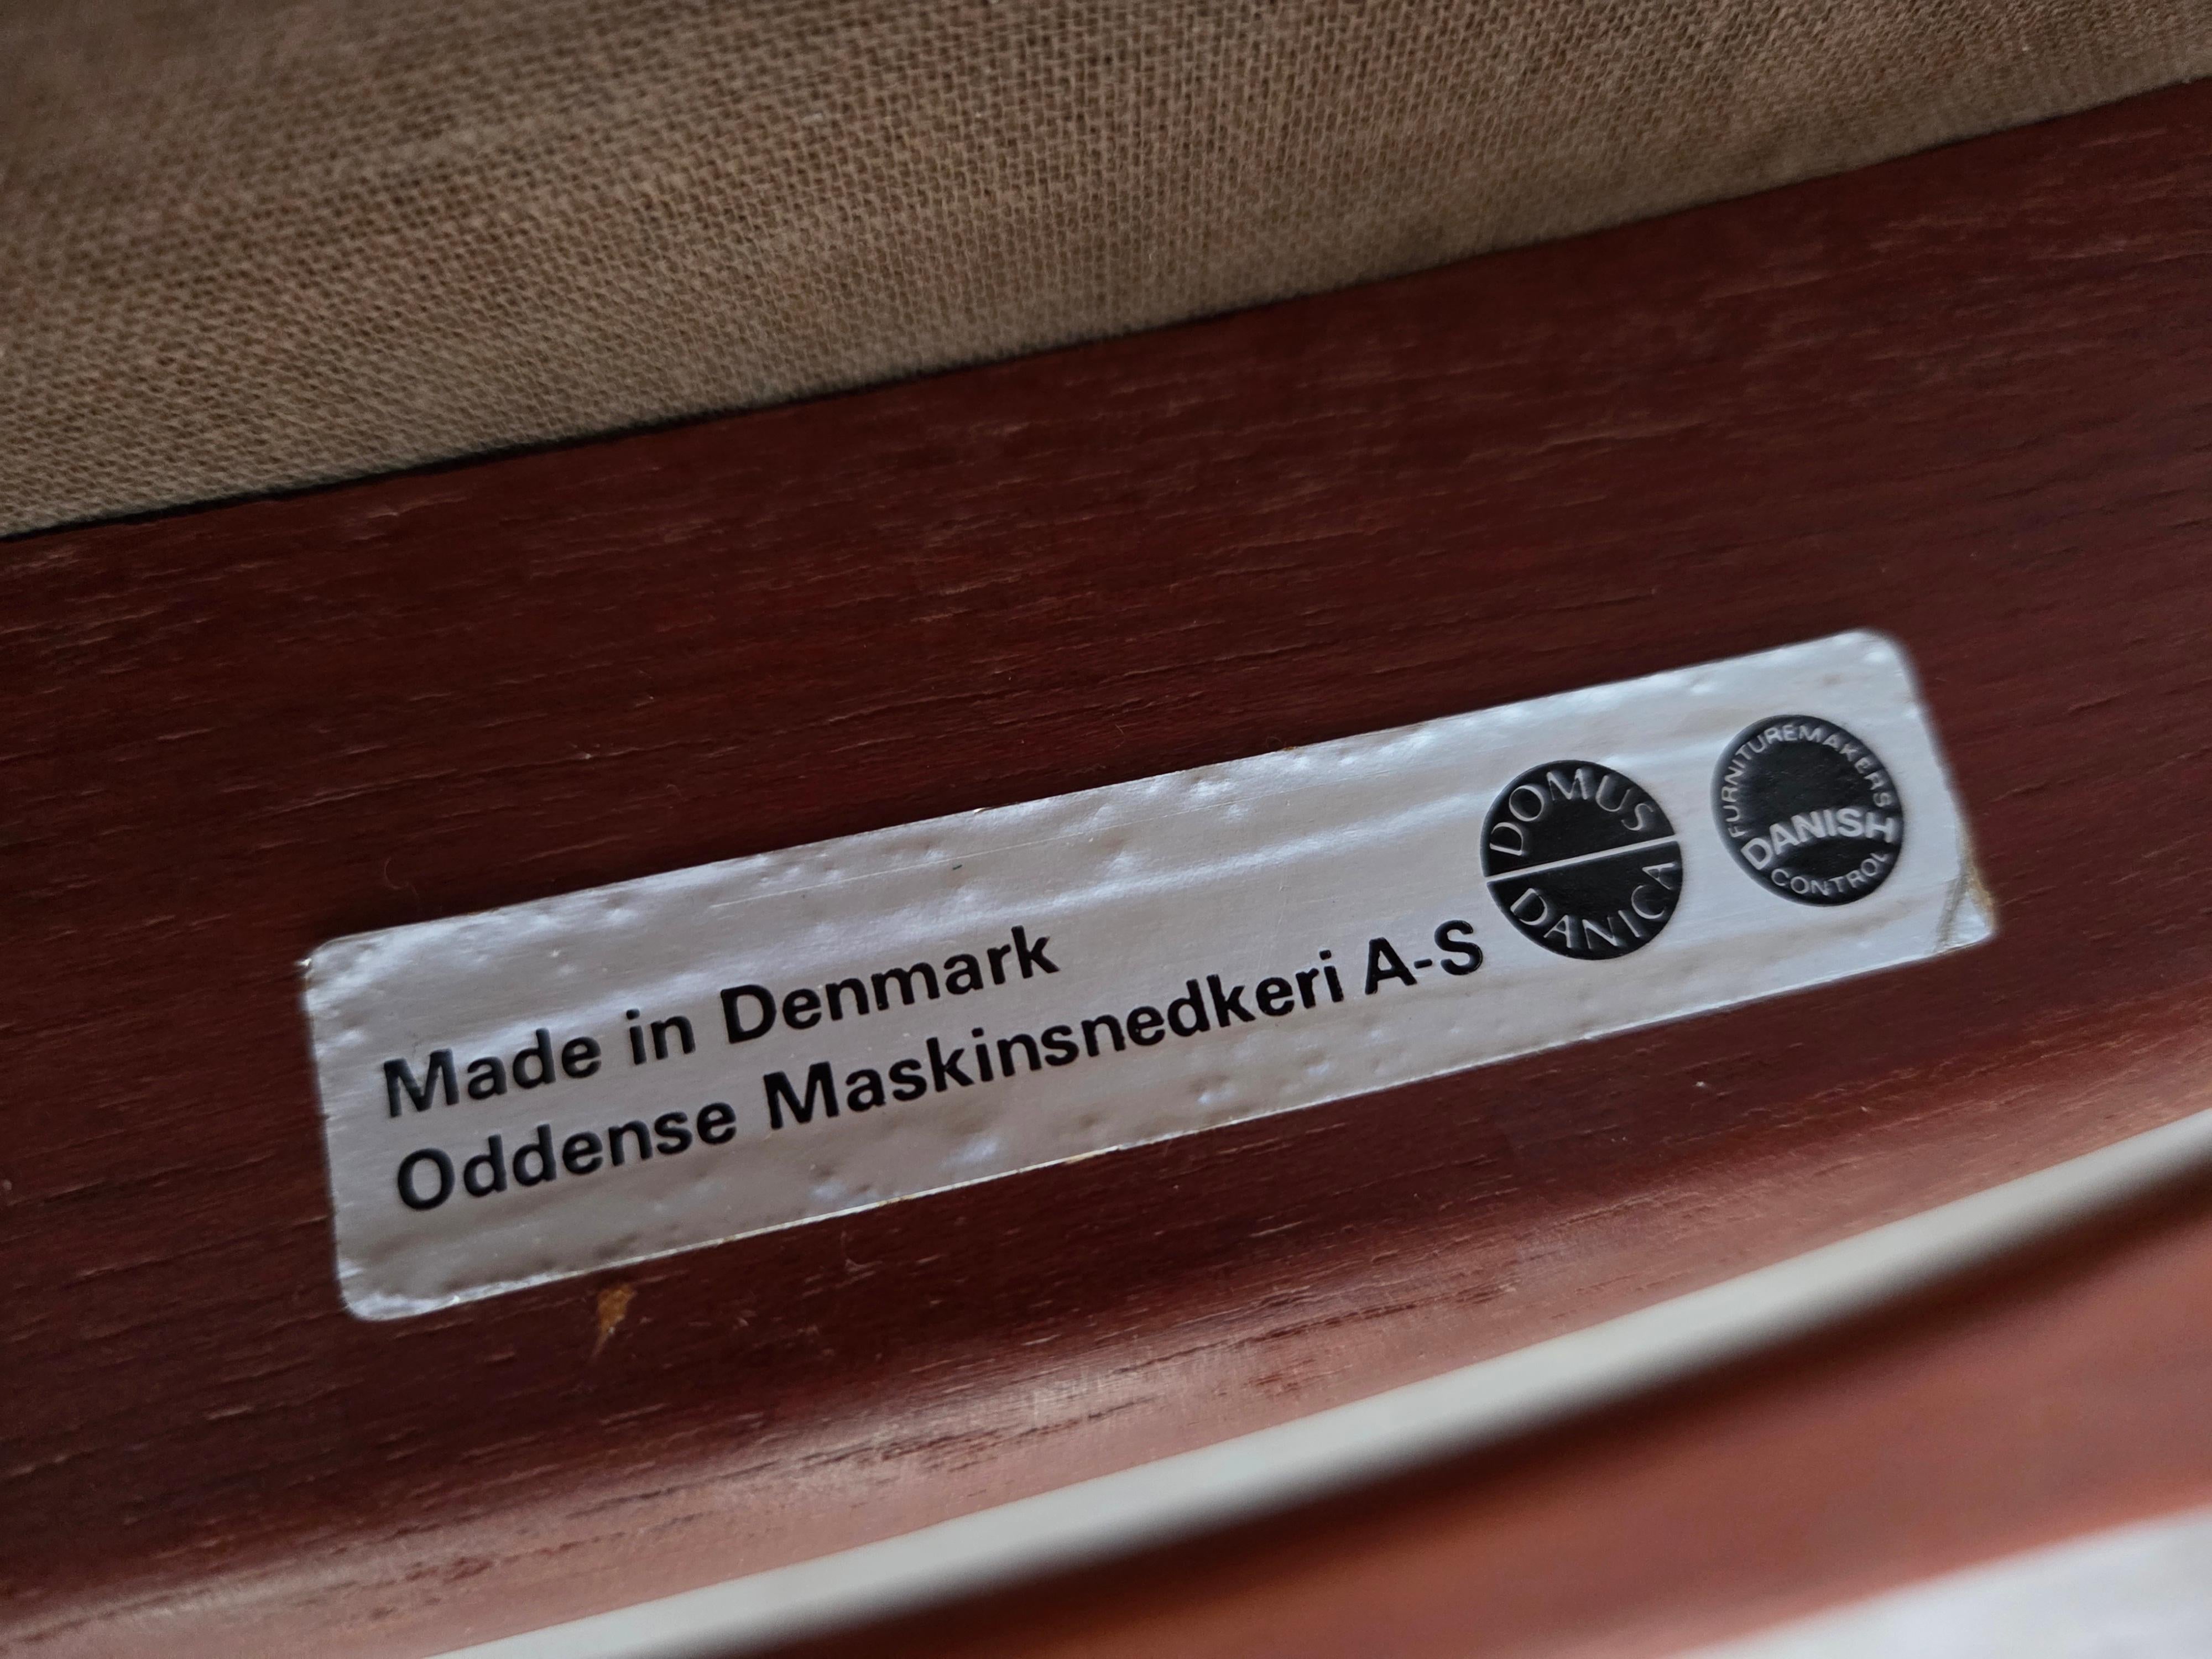 Made in Denmark
Oddense Maskinsnedkeri A-S
DOMUS
DANICA
FURNITUREMAKERS
DANISH
CONTROL